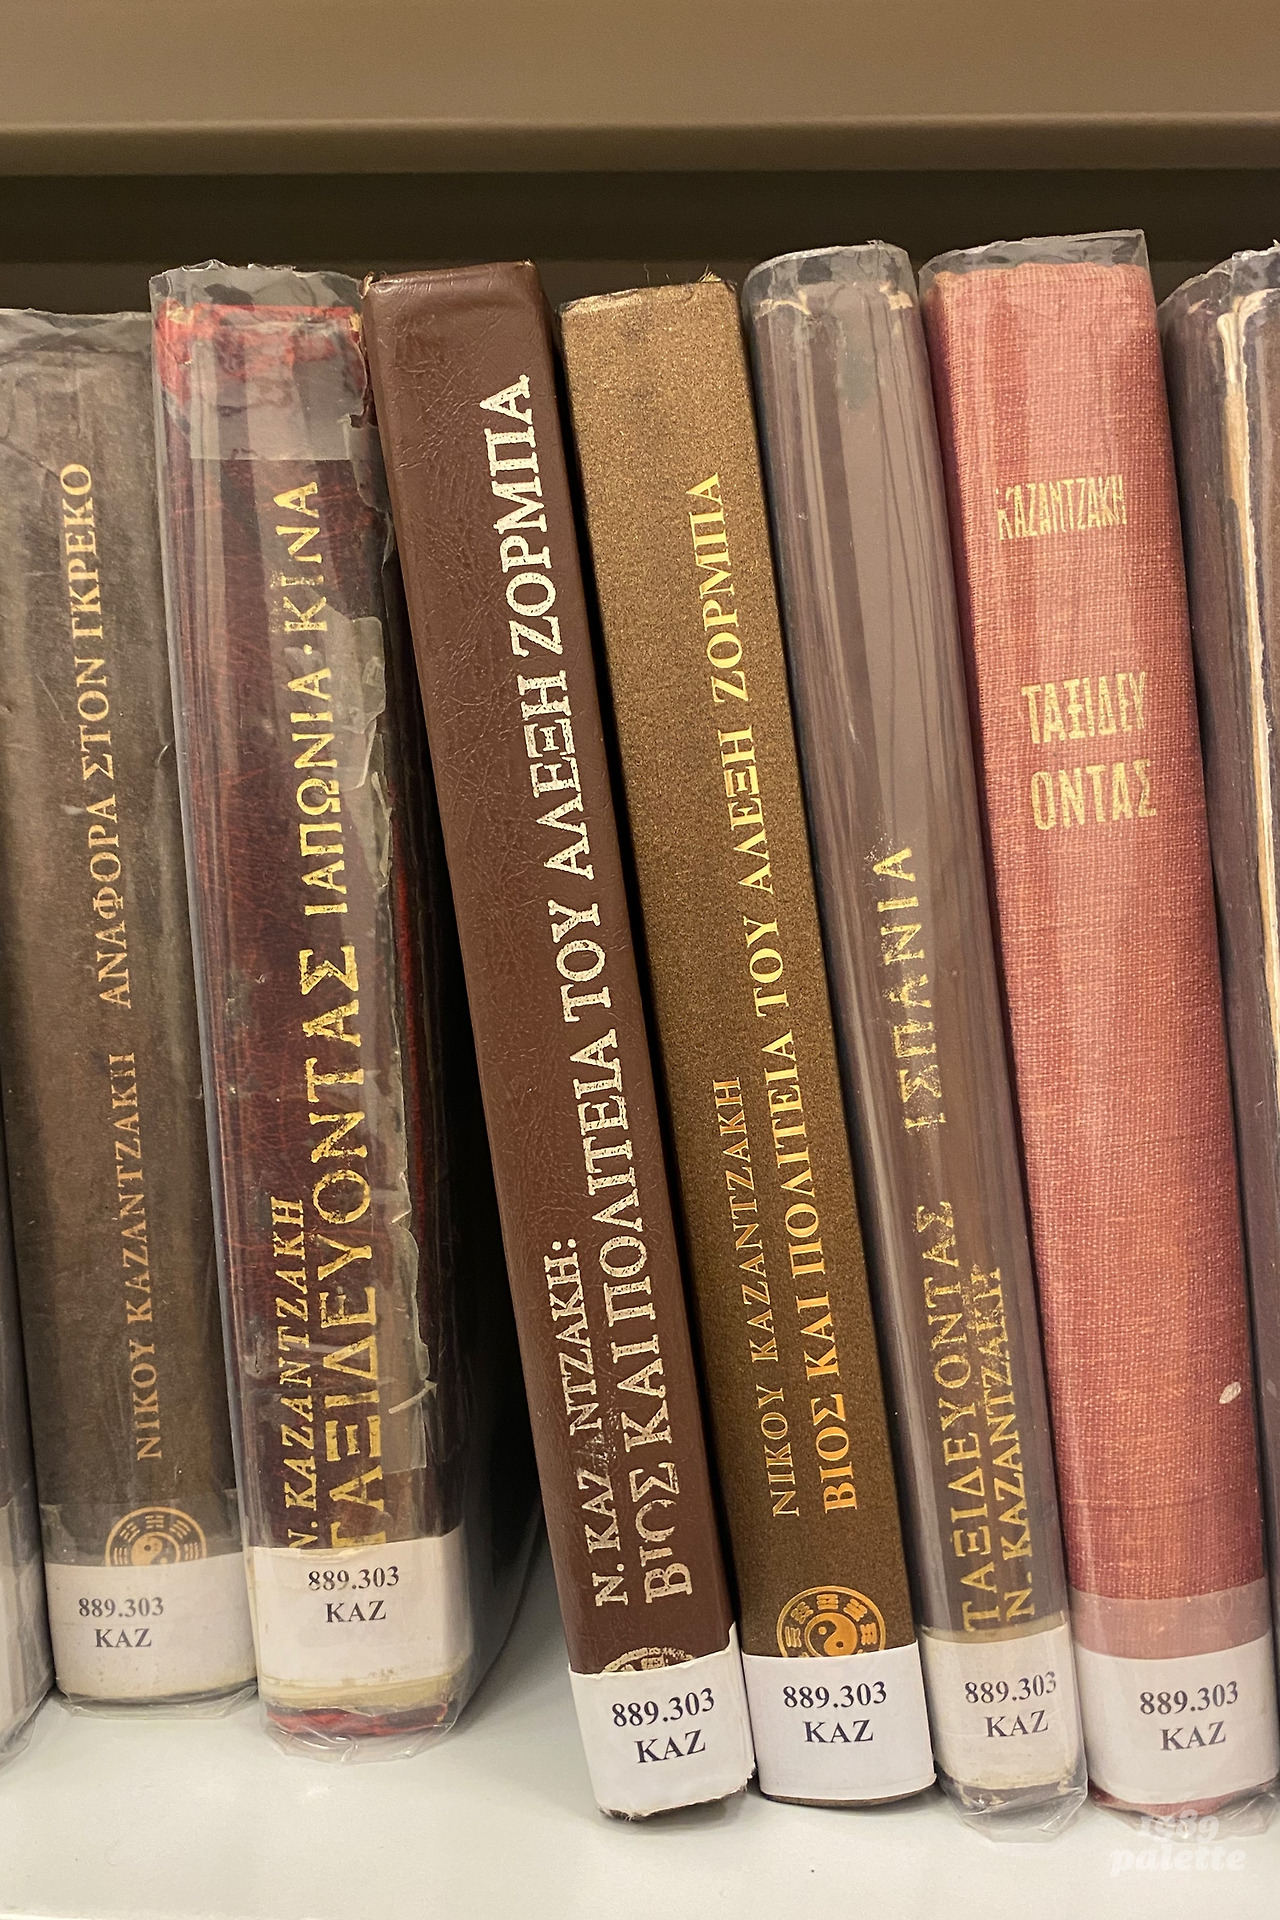 ΝΙΚΟΥ ΚΑΖΑΝΤΖΑΚΗ ΑΝΑΦΟΡΑ ΣΤΟΝ ΓΚΡΕΚΟ
889.303
KAZ
Ν. ΚΑΖΑΝΤΖΑΚΗ
ΤΑΞΙΔΕΥΟΝΤΑΣ ΙΑΠΩΝΙΑ·ΚΙΝΑ
889.303
KAZ
Ν. ΚΑΖΑΝΤΖΑΚΗ:
ΒΙΟΣ ΚΑΙ ΠΟΛΙΤΕΙΑ ΤΟΥ ΑΛΕΞΗ ΖΟΡΜΠΑ
889.303
KAZ
ΝΙΚΟΥ ΚΑΖΑΝΤΖΑΚΗ
ΒΙΟΣ ΚΑΙ ΠΟΛΙΤΕΙΑ ΤΟΥ ΑΛΕΞΗ ΖΟΡΜΠΑ
889.303
KAZ
ΤΑΞΙΔΕΥΟΝΤΑΣ ΙΣΠΑΝΙΑ
Ν. ΚΑΖΑΝΤΖΑΚΗ
889.303
KAZ
ΚΑΖΑΝΤΖΑΚΗ
ΤΑΞΙΔΕΥ
ΟΝΤΑΣ
889.303
KAZ
1989
palette